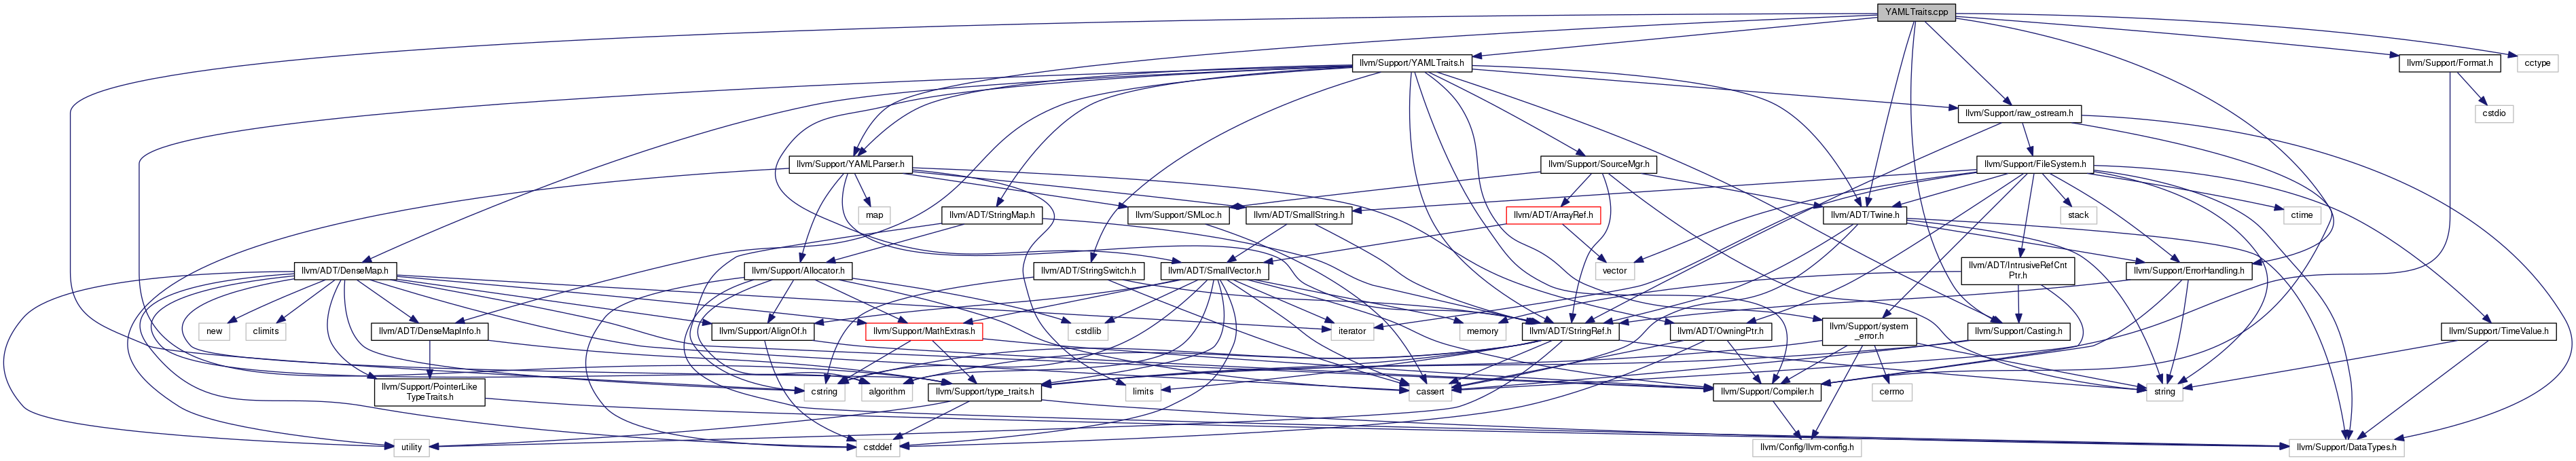 YAMLTraits.cpp
llvm/Support/YAMLTraits.h
llvm/Support/Format.h
cctype
llvm/Support/raw_ostream.h
cstdio
llvm/Support/YAMLParser.h
llvm/Support/SourceMgr.h
llvm/Support/FileSystem.h
map
llvm/ADT/StringMap.h
llvm/Support/SMLoc.h
llvm/ADT/SmallString.h
llvm/ADT/ArrayRef.h
llvm/ADT/Twine.h
stack
ctime
llvm/ADT/DenseMap.h
llvm/Support/Allocator.h
llvm/ADT/StringSwitch.h
llvm/ADT/SmallVector.h
vector
llvm/ADT/IntrusiveRefCnt
Ptr.h
llvm/Support/ErrorHandling.h
new
climits
llvm/ADT/DenseMapInfo.h
llvm/Support/AlignOf.h
llvm/Support/MathExtras.h
cstdlib
iterator
memory
llvm/ADT/StringRef.h
llvm/ADT/OwningPtr.h
llvm/Support/system
_error.h
llvm/Support/Casting.h
llvm/Support/TimeValue.h
llvm/Support/PointerLike
TypeTraits.h
cstring
algorithm
llvm/Support/type_traits.h
limits
cassert
llvm/Support/Compiler.h
cerrno
string
utility
cstddef
llvm/Config/llvm-config.h
llvm/Support/DataTypes.h